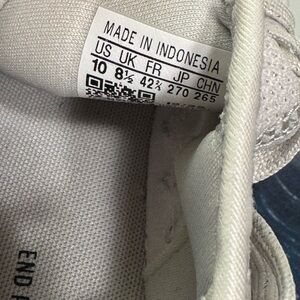 MADE IN INDONESIA
US UK FR JP CHN
10 8½ 42⅔ 270 265
END